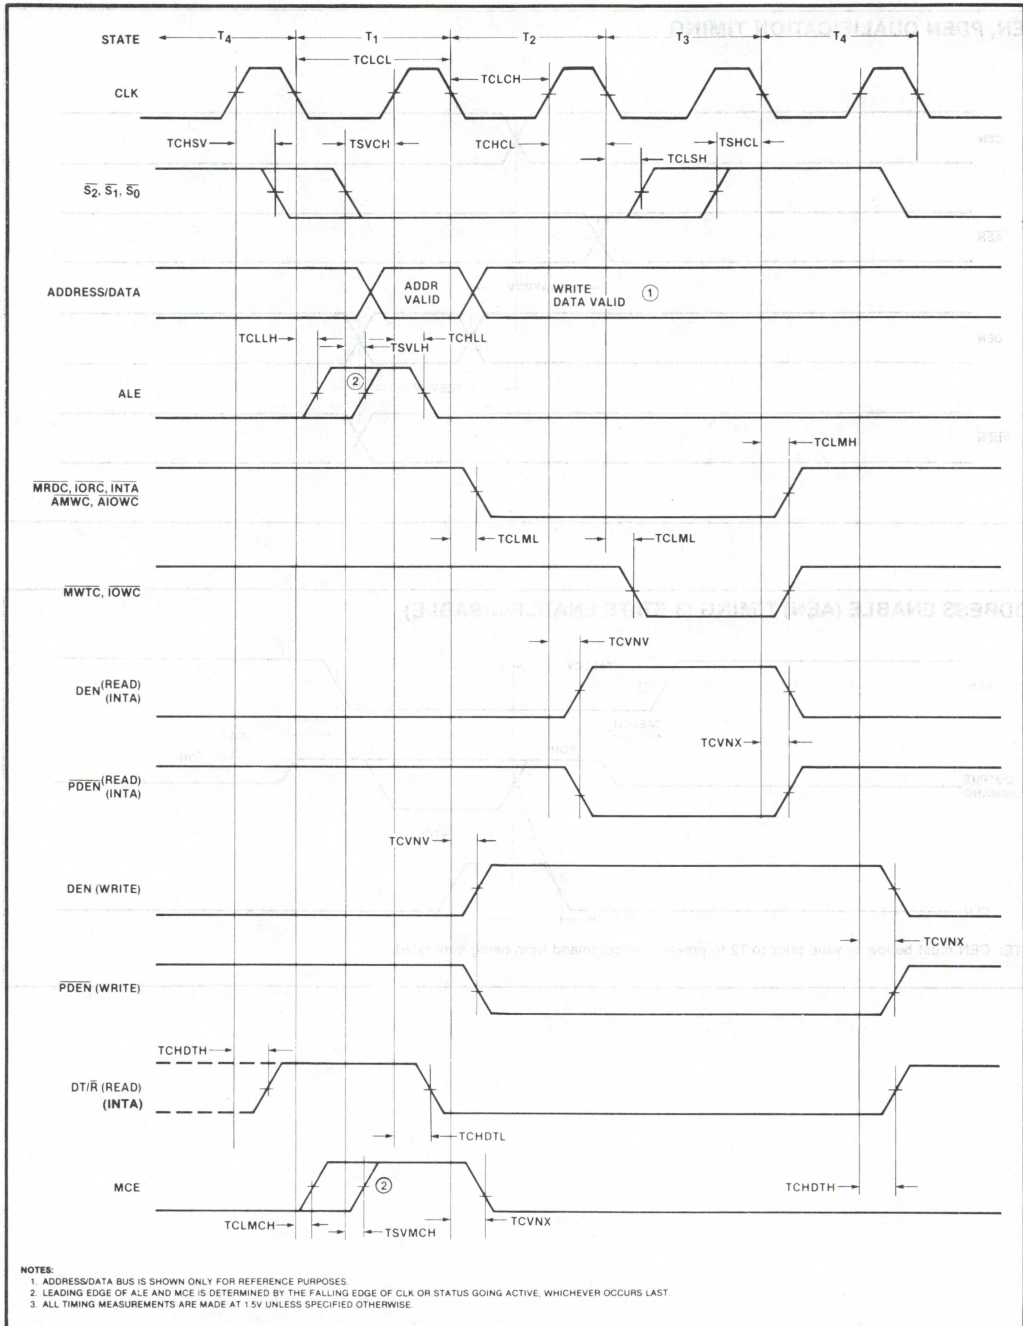 STATE
T4
T1
T2
T3
T4
TCLCL
TCLCH
CLK
TCHSV
TSVCH
TCHCL
TSHCL
TCLSH
S2, S1, S0
ADDRESS/DATA
ADDR
VALID
WRITE
DATA VALID
①
TCLLH
TSVLH
TCHLL
ALE
②
TCLMH
MRDC, IORC, INTA
AMWC, AIOWC
TCLML
TCLML
MWTC, IOWC
TCVNV
DEN (READ)
(INTA)
TCVNX
PDEN (READ)
(INTA)
TCVNV
DEN (WRITE)
TCVNX
PDEN (WRITE)
TCHDTH
DT/R (READ)
(INTA)
TCHDTL
MCE
②
TCHDTH
TCLMCH
TSVMCH
TCVNX
NOTES:
1. ADDRESS/DATA BUS IS SHOWN ONLY FOR REFERENCE PURPOSES.
2. LEADING EDGE OF ALE AND MCE IS DETERMINED BY THE FALLING EDGE OF CLK OR STATUS GOING ACTIVE, WHICHEVER OCCURS LAST.
3. ALL TIMING MEASUREMENTS ARE MADE AT 1.5V UNLESS SPECIFIED OTHERWISE.